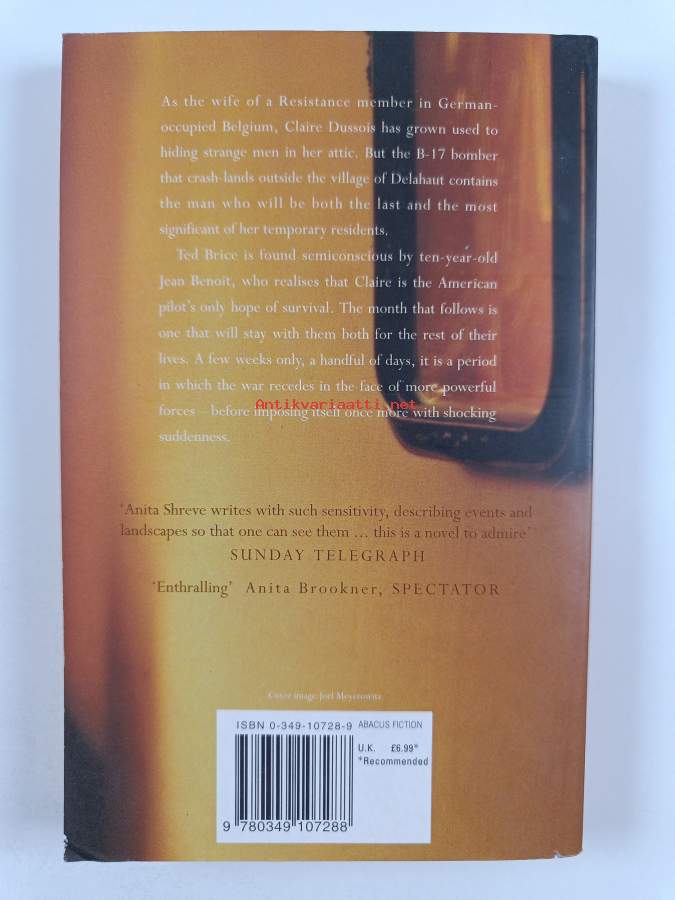 As the wife of a Resistance member in German-
occupied Belgium, Claire Dussois has grown used to
hiding strange men in her attic. But the B-17 bomber
that crash-lands outside the village of Delahaut contains
the man who will be both the last and the most
significant of her temporary residents.
Ted Brice is found semiconscious by ten-year-old
Jean Benoît, who realises that Claire is the American
pilot's only hope of survival. The month that follows is
one that will stay with them both for the rest of their
lives. A few weeks only, a handful of days, it is a period
in which the war recedes in the face of more powerful
Antikvariaatti.net
forces – before imposing itself once more with shocking
suddenness.
'Anita Shreve writes with such sensitivity, describing events and
landscapes so that one can see them ... this is a novel to admire'
SUNDAY TELEGRAPH
'Enthralling' Anita Brookner, SPECTATOR
Cover image Joel Meyerowitz
ISBN 0-349-10728-9 ABACUS FICTION
U.K. £6.99*
*Recommended
9 780349 107288